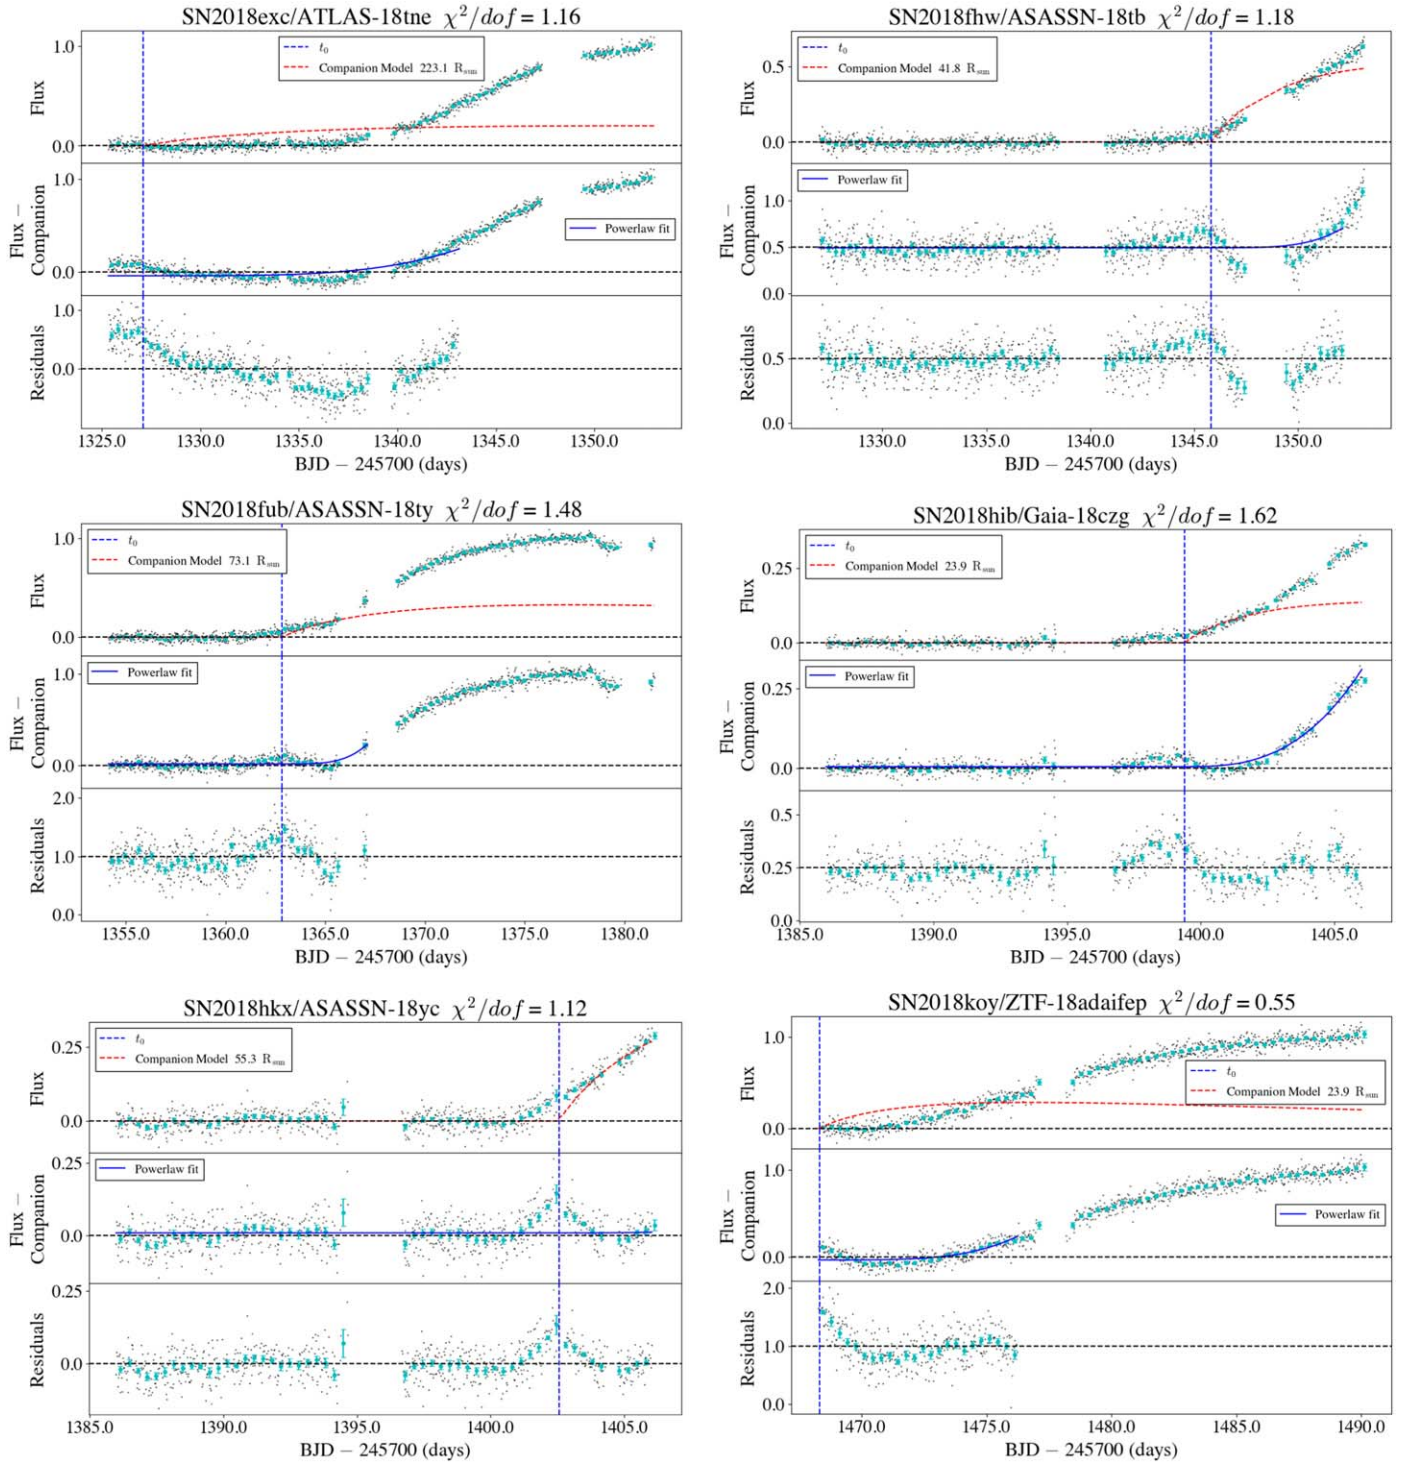 SN2018exc/ATLAS-18tne χ²/dof = 1.16
t₀
Companion Model 223.1 R_sun
Flux
1.0
0.0
Powerlaw fit
Flux −
Companion
1.0
0.0
Residuals
1.0
0.0
1325.0 1330.0 1335.0 1340.0 1345.0 1350.0
BJD − 245700 (days)
SN2018fhw/ASASSN-18tb χ²/dof = 1.18
t₀
Companion Model 41.8 R_sun
Flux
0.5
0.0
Powerlaw fit
Flux −
Companion
1.0
0.5
0.0
Residuals
0.5
0.0
1330.0 1335.0 1340.0 1345.0 1350.0
BJD − 245700 (days)
SN2018fub/ASASSN-18ty χ²/dof = 1.48
t₀
Companion Model 73.1 R_sun
Flux
1.0
0.0
Powerlaw fit
Flux −
Companion
1.0
0.0
Residuals
2.0
1.0
0.0
1355.0 1360.0 1365.0 1370.0 1375.0 1380.0
BJD − 245700 (days)
SN2018hib/Gaia-18czg χ²/dof = 1.62
t₀
Companion Model 23.9 R_sun
Flux
0.25
0.0
Powerlaw fit
Flux −
Companion
0.25
0.0
Residuals
0.5
0.25
0.0
1385.0 1390.0 1395.0 1400.0 1405.0
BJD − 245700 (days)
SN2018hkx/ASASSN-18yc χ²/dof = 1.12
t₀
Companion Model 55.3 R_sun
Flux
0.25
0.0
Powerlaw fit
Flux −
Companion
0.25
0.0
Residuals
0.25
0.0
1385.0 1390.0 1395.0 1400.0 1405.0
BJD − 245700 (days)
SN2018koy/ZTF-18adaifep χ²/dof = 0.55
t₀
Companion Model 23.9 R_sun
Flux
1.0
0.0
Powerlaw fit
Flux −
Companion
1.0
0.0
Residuals
2.0
1.0
0.0
1470.0 1475.0 1480.0 1485.0 1490.0
BJD − 245700 (days)